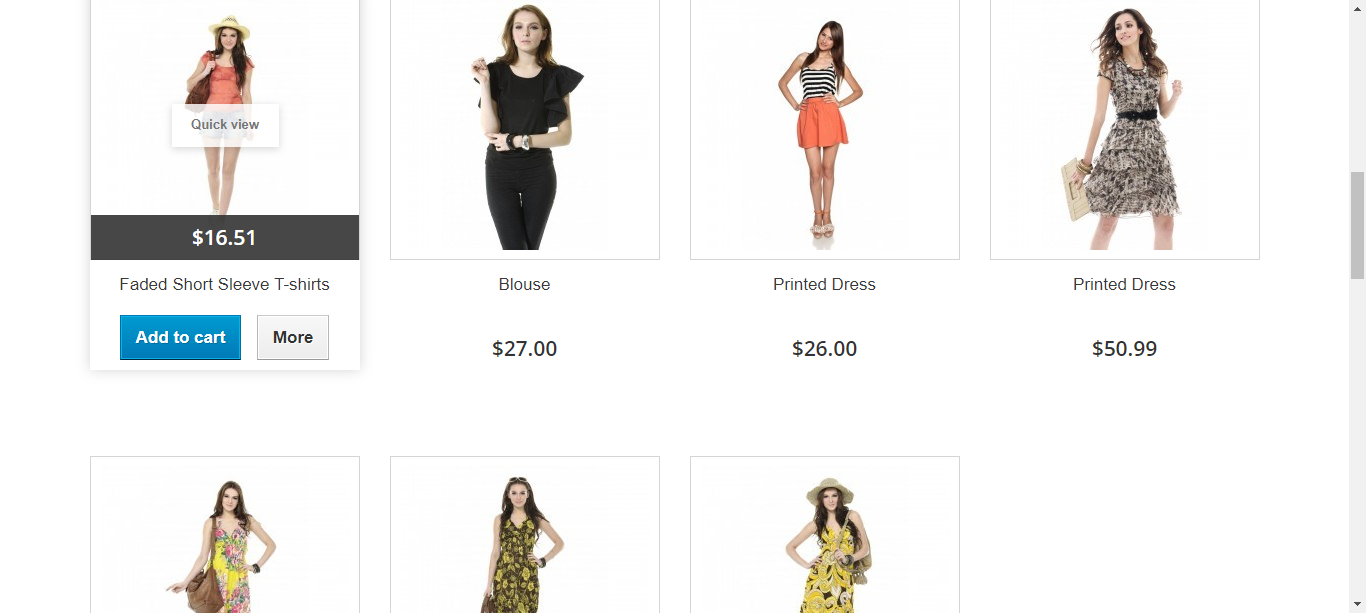 Quick view
$16.51
Faded Short Sleeve T-shirts
Add to cart
More
Blouse
$27.00
Printed Dress
$26.00
Printed Dress
$50.99